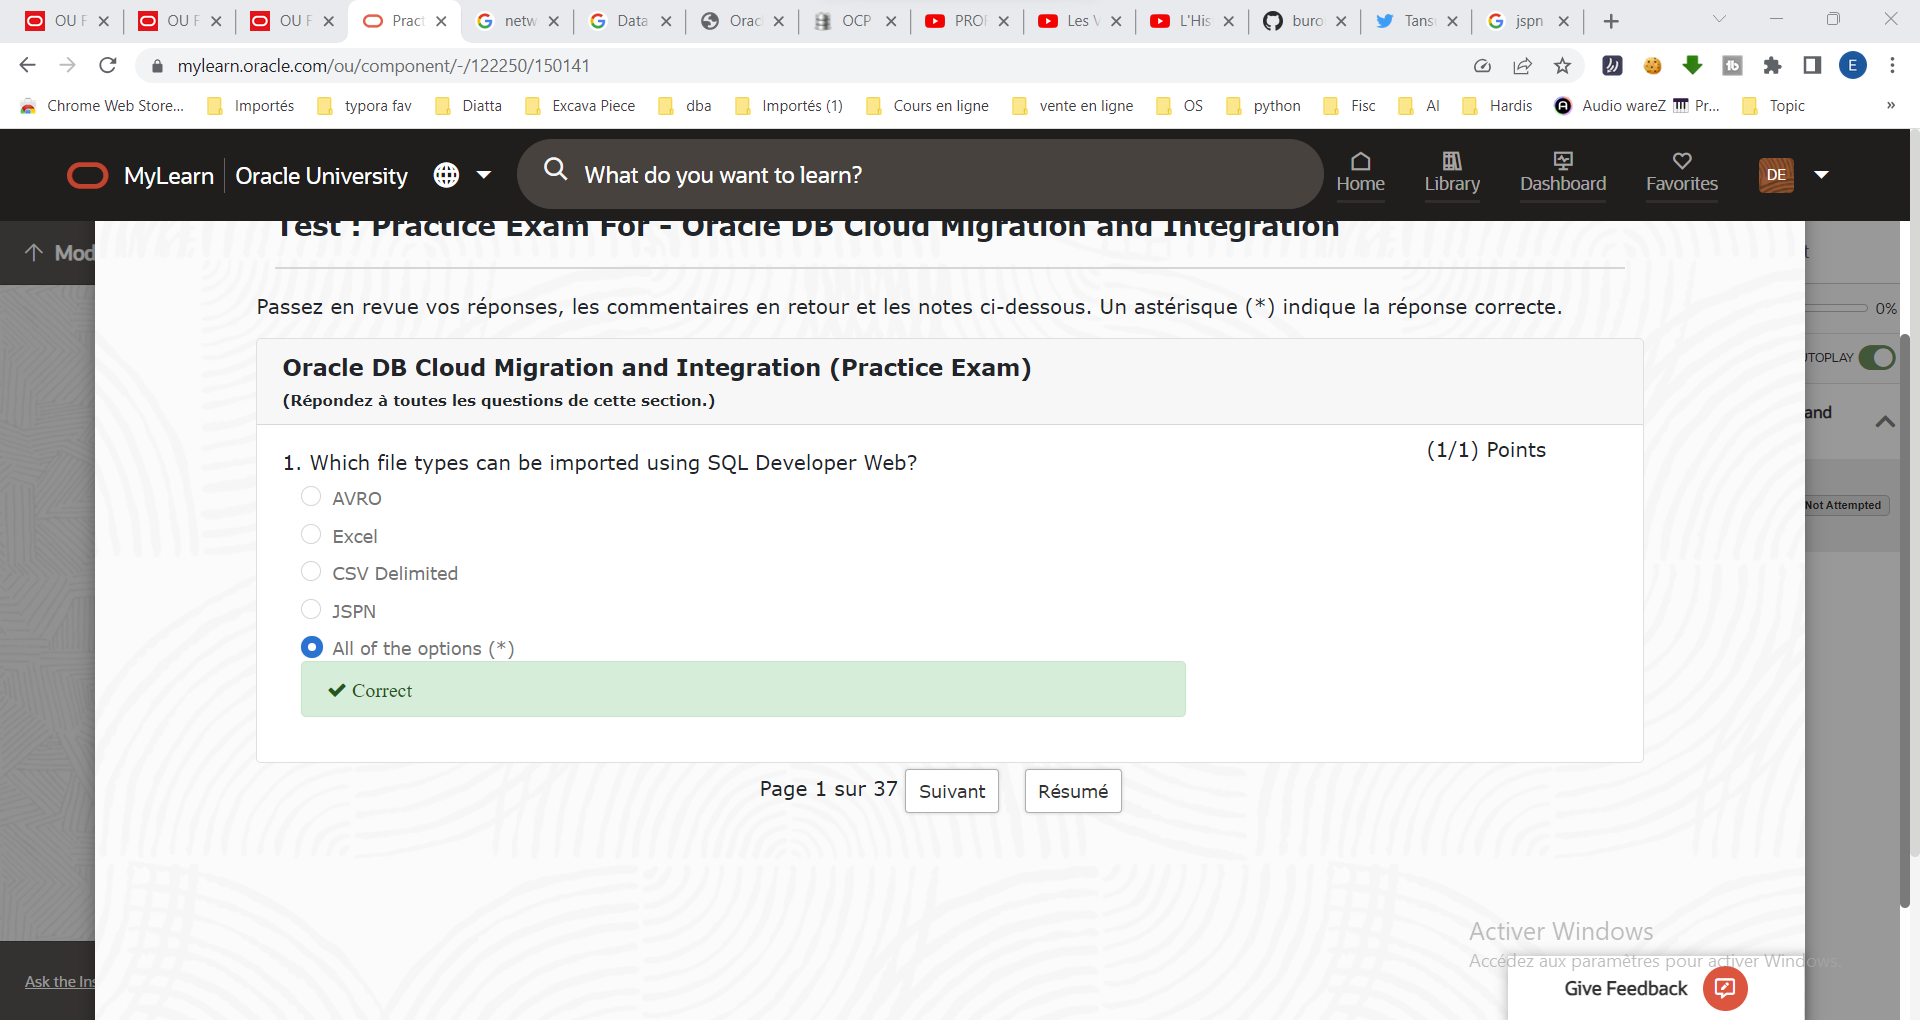 OU F
OU F
OU F
Pract
netw
Data
Orac
OCP
PROF
Les V
L'His
buro
Tans
jspn
mylearn.oracle.com/ou/component/-/122250/150141
E
Chrome Web Store...
Importés
typora fav
Diatta
Excava Piece
dba
Importés (1)
Cours en ligne
vente en ligne
OS
python
Fisc
AI
Hardis
Audio wareZ
Pr...
Topic
»
MyLearn
Oracle University
What do you want to learn?
Home
Library
Dashboard
Favorites
DE
Mod
Test : Practice Exam For - Oracle DB Cloud Migration and Integration
t
Passez en revue vos réponses, les commentaires en retour et les notes ci-dessous. Un astérisque (*) indique la réponse correcte.
0%
Oracle DB Cloud Migration and Integration (Practice Exam)
UTOPLAY
(Répondez à toutes les questions de cette section.)
and
1. Which file types can be imported using SQL Developer Web?
(1/1) Points
AVRO
Not Attempted
Excel
CSV Delimited
JSPN
All of the options (*)
Correct
Page 1 sur 37
Suivant
Résumé
Activer Windows
Accédez aux paramètres pour activer Windows.
Ask the Ins
Give Feedback